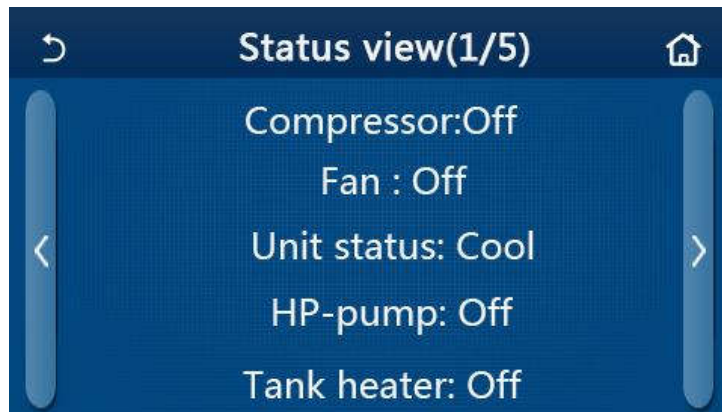 Status view(1/5)
Compressor:Off
Fan : Off
Unit status: Cool
HP-pump: Off
Tank heater: Off